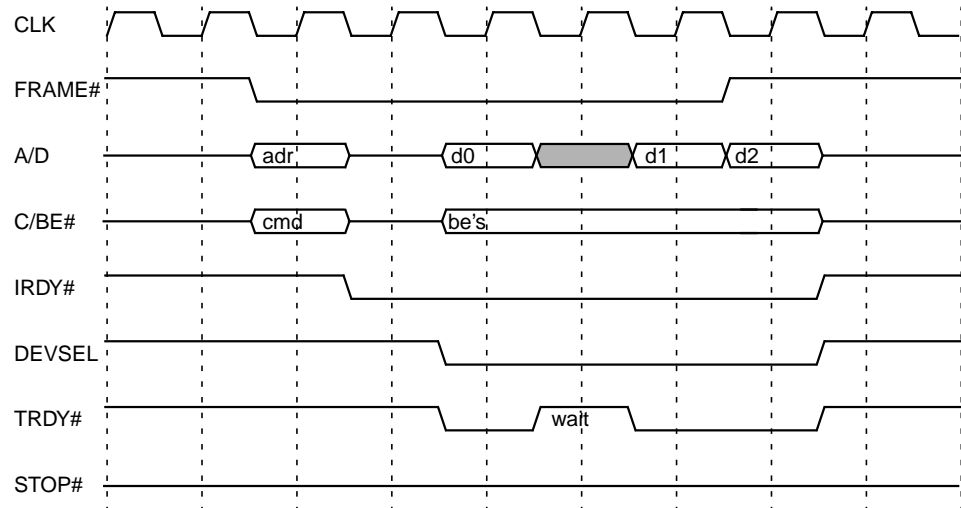 CLK
FRAME#
A/D
adr
d0
d1
d2
C/BE#
cmd
be's
IRDY#
DEVSEL
TRDY#
wait
STOP#